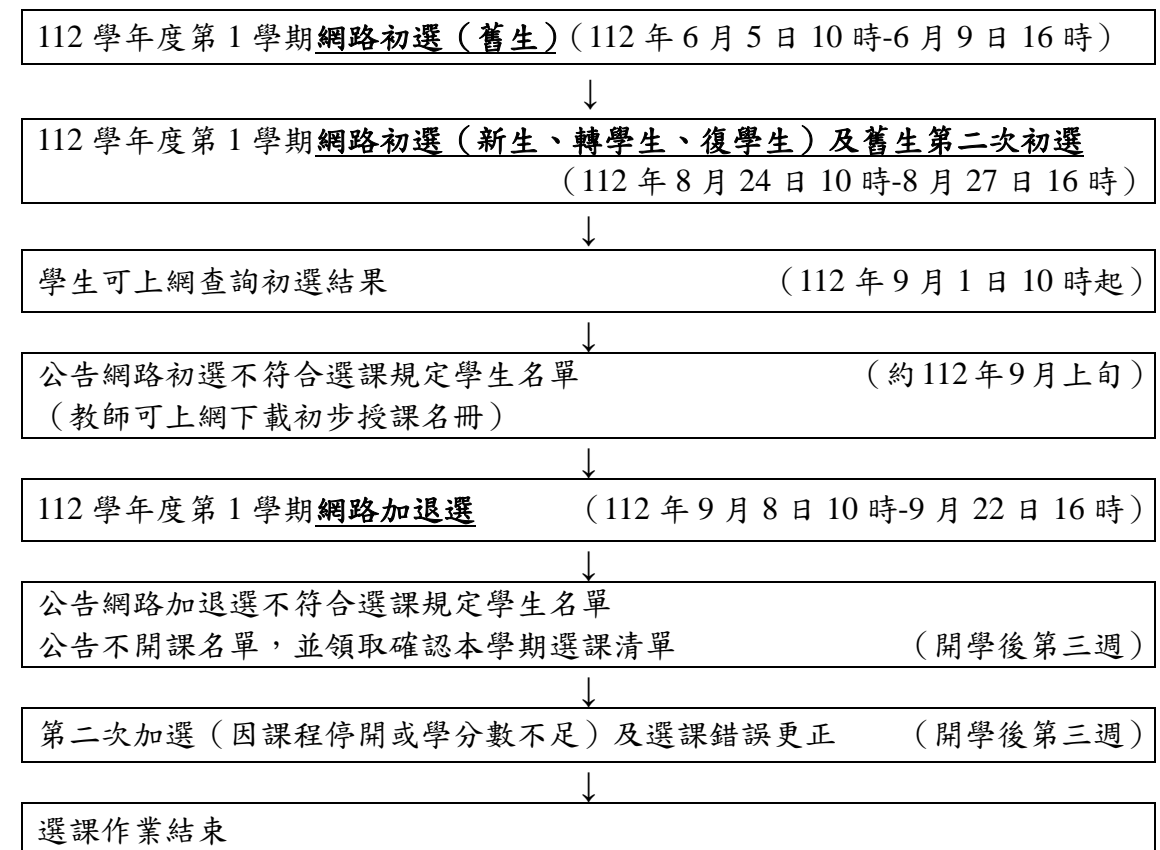 112 學年度第 1 學期網路初選（舊生）（112 年 6 月 5 日 10 時-6 月 9 日 16 時）
↓
112 學年度第 1 學期網路初選（新生、轉學生、復學生）及舊生第二次初選
（112 年 8 月 24 日 10 時-8 月 27 日 16 時）
↓
學生可上網查詢初選結果（112 年 9 月 1 日 10 時起）
↓
公告網路初選不符合選課規定學生名單（約 112 年 9 月上旬）
（教師可上網下載初步授課名冊）
↓
112 學年度第 1 學期網路加退選（112 年 9 月 8 日 10 時-9 月 22 日 16 時）
↓
公告網路加退選不符合選課規定學生名單
公告不開課名單，並領取確認本學期選課清單（開學後第三週）
↓
第二次加選（因課程停開或學分數不足）及選課錯誤更正（開學後第三週）
↓
選課作業結束